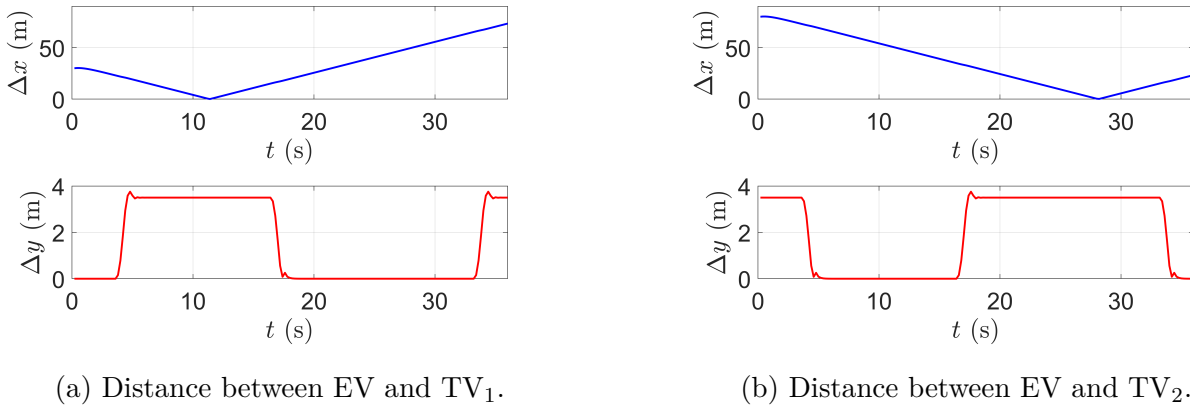 Δx (m)
50
0
0 10 20 30
t (s)
Δy (m)
4
2
0
0 10 20 30
t (s)
(a) Distance between EV and TV₁.
Δx (m)
50
0
0 10 20 30
t (s)
Δy (m)
4
2
0
0 10 20 30
t (s)
(b) Distance between EV and TV₂.